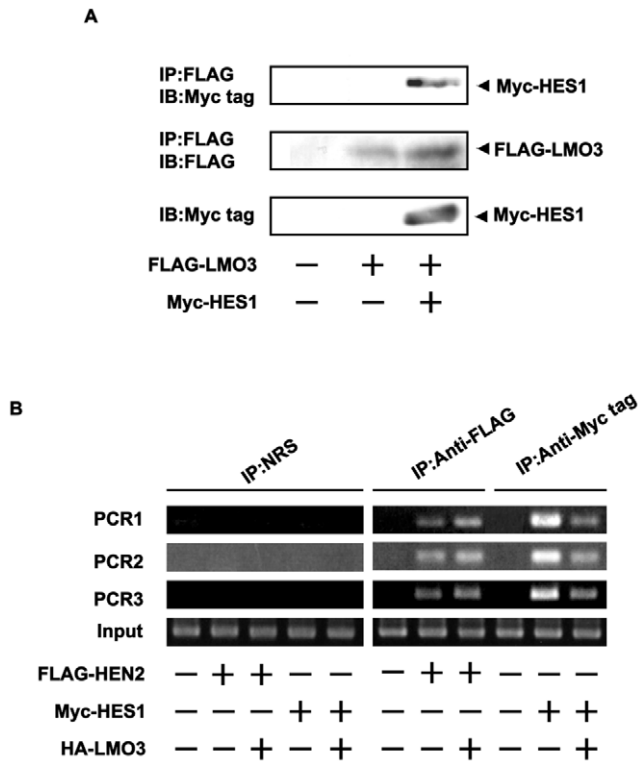 A
IP:FLAG
IB:Myc tag
Myc-HES1
IP:FLAG
IB:FLAG
FLAG-LMO3
IB:Myc tag
Myc-HES1
FLAG-LMO3 − + +
Myc-HES1 − − +
B
IP:NRS
IP:Anti-FLAG
IP:Anti-Myc tag
PCR1
PCR2
PCR3
Input
FLAG-HEN2 − + + − − − + + − − −
Myc-HES1 − − − + + − − − − + +
HA-LMO3 − − + − + − − + − − +